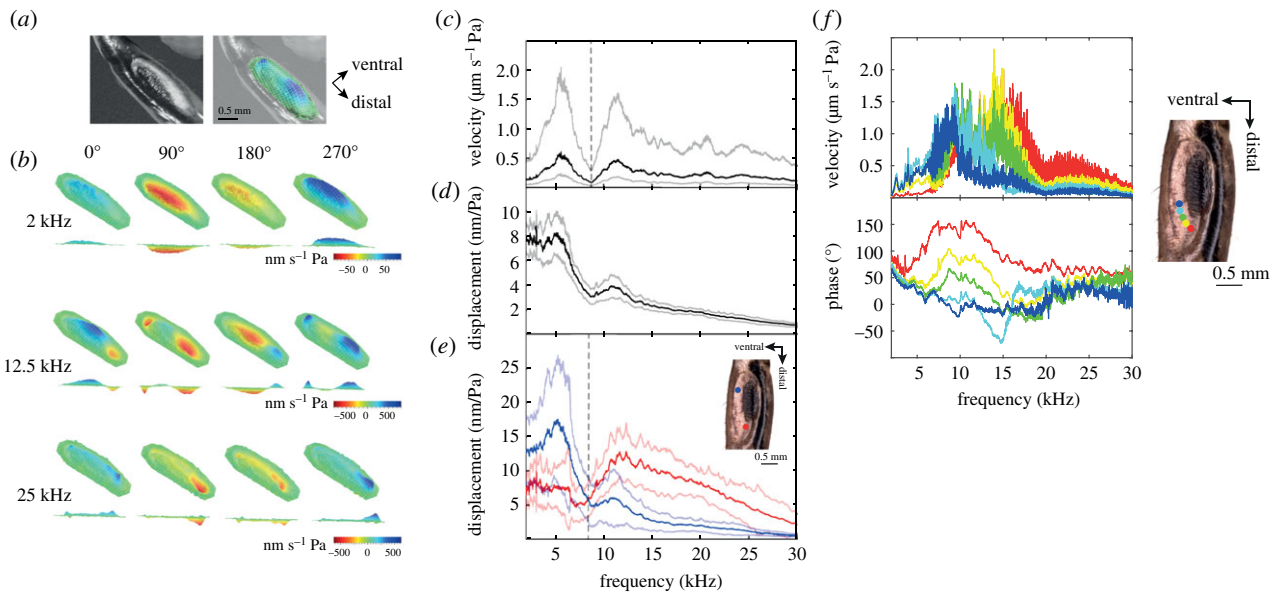 (a)
ventral
distal
0.5 mm
(b)
0° 90° 180° 270°
2 kHz
nm s⁻¹ Pa
−50 0 50
12.5 kHz
nm s⁻¹ Pa
−500 0 500
25 kHz
nm s⁻¹ Pa
−500 0 500
(c)
velocity (μm s⁻¹ Pa)
2.0
1.5
1.0
0.5
(d)
displacement (nm/Pa)
10
8
6
4
2
(e)
displacement (nm/Pa)
25
20
15
10
5
ventral
distal
0.5 mm
5 10 15 20 25 30
frequency (kHz)
(f)
velocity (μm s⁻¹ Pa)
2.0
1.5
1.0
0.5
phase (°)
150
100
50
0
−50
5 10 15 20 25 30
frequency (kHz)
ventral
distal
0.5 mm